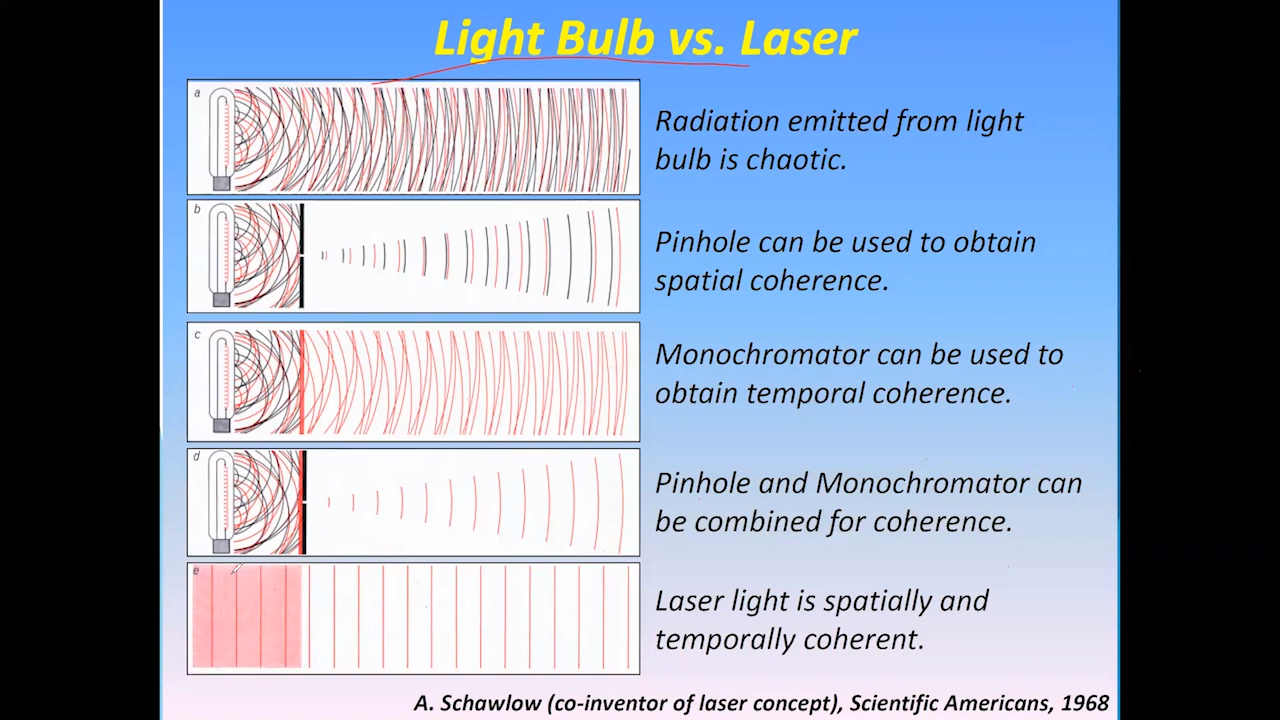 Light Bulb vs. Laser
a
Radiation emitted from light
bulb is chaotic.
b
Pinhole can be used to obtain
spatial coherence.
c
Monochromator can be used to
obtain temporal coherence.
d
Pinhole and Monochromator can
be combined for coherence.
e
Laser light is spatially and
temporally coherent.
A. Schawlow (co-inventor of laser concept), Scientific Americans, 1968